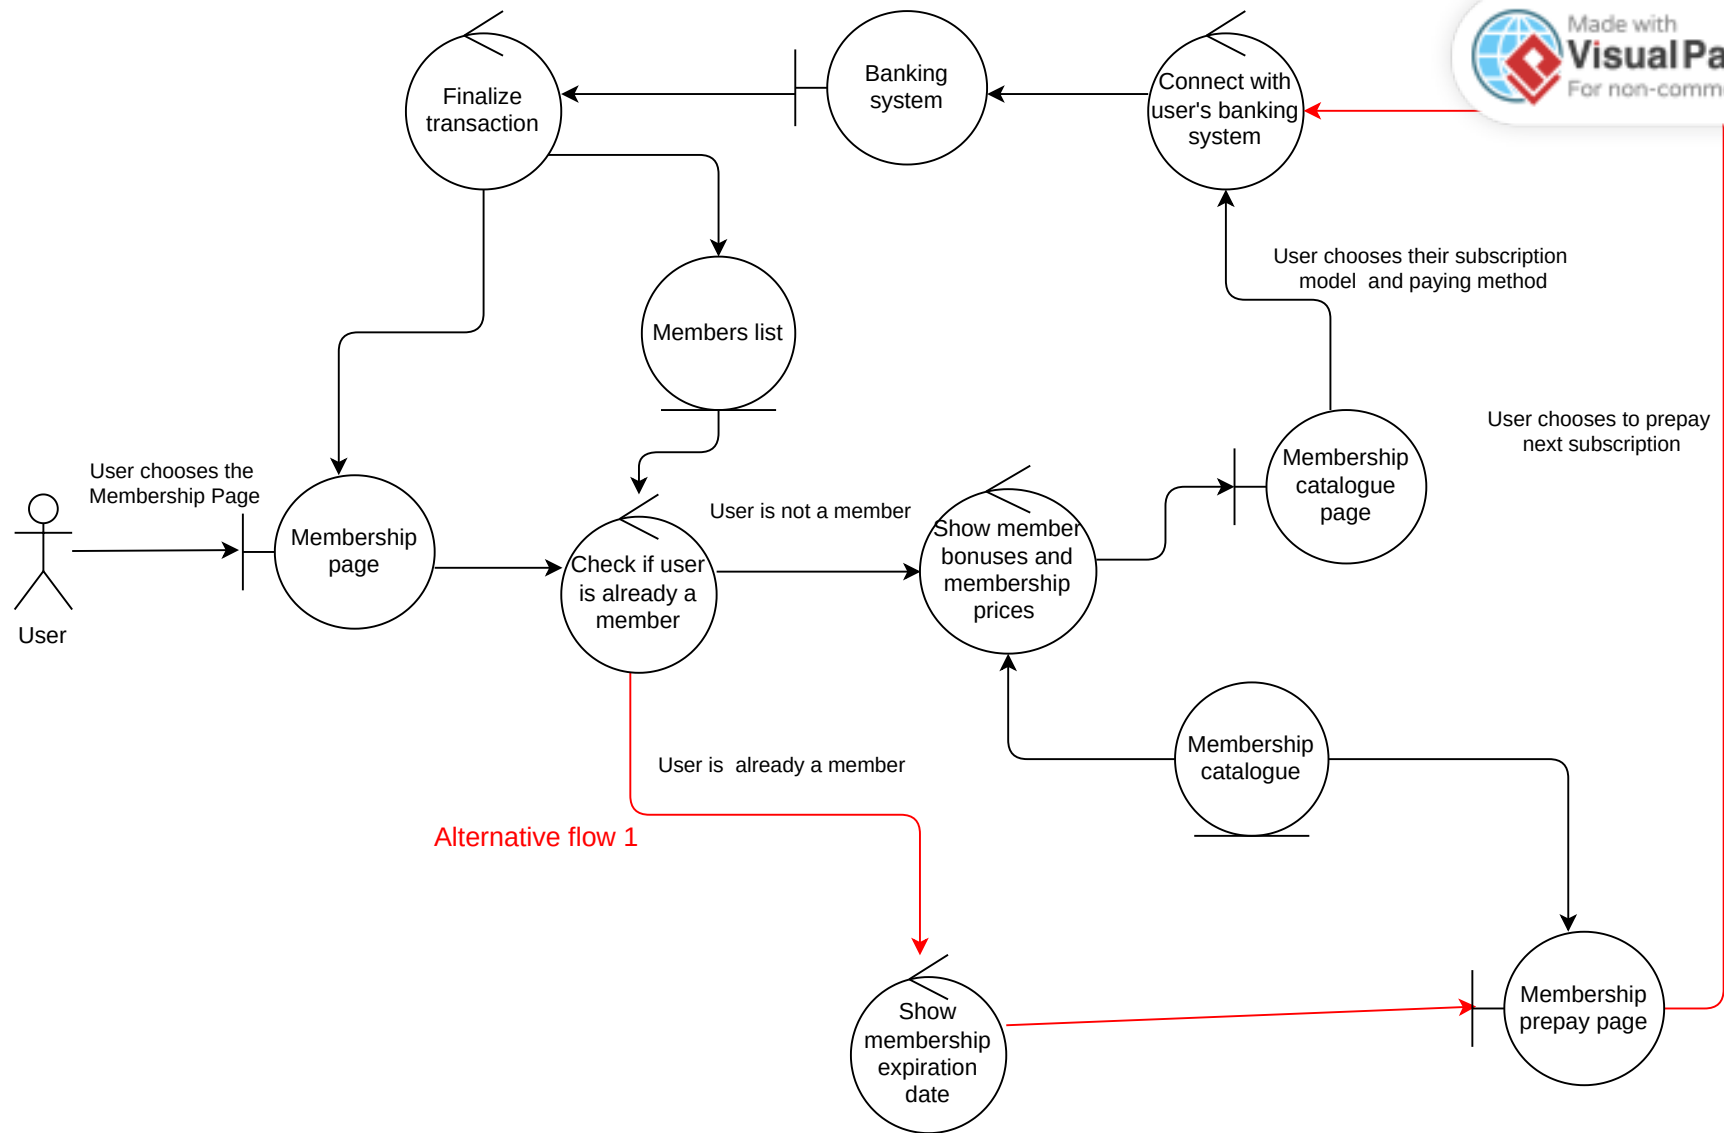 Made with
Visual Pa
For non-comm
Finalize
transaction
Banking
system
Connect with
user's banking
system
User chooses their subscription
model  and paying method
Members list
User chooses to prepay
next subscription
User chooses the
Membership Page
Membership
catalogue
page
User is not a member
Membership
page
Show member
bonuses and
membership
prices
Check if user
is already a
member
User
Membership
catalogue
User is  already a member
Alternative flow 1
Membership
prepay page
Show
membership
expiration
date